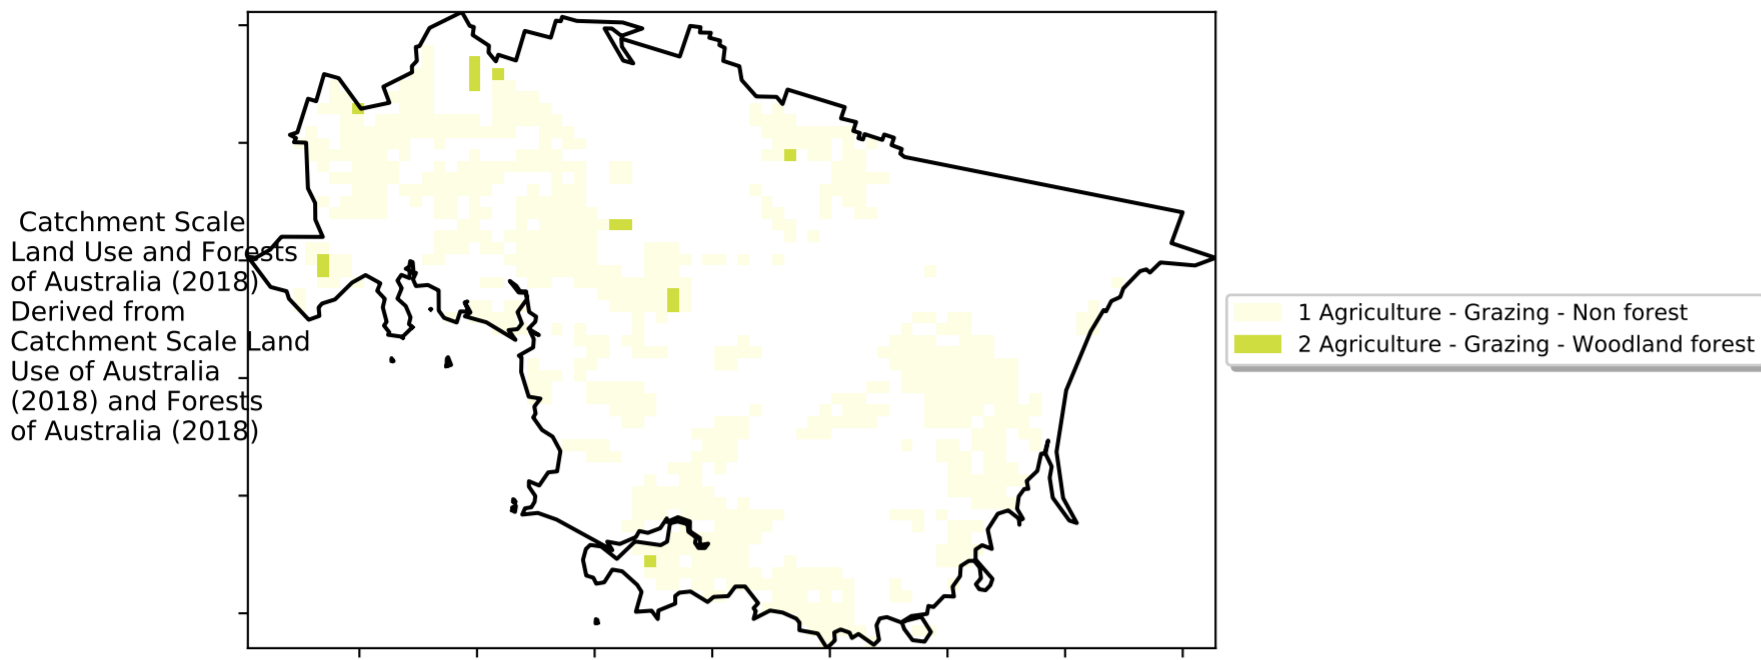 Catchment Scale
Land Use and Forests
of Australia (2018)
Derived from
Catchment Scale Land
Use of Australia
(2018) and Forests
of Australia (2018)
1 Agriculture - Grazing - Non forest
2 Agriculture - Grazing - Woodland forest